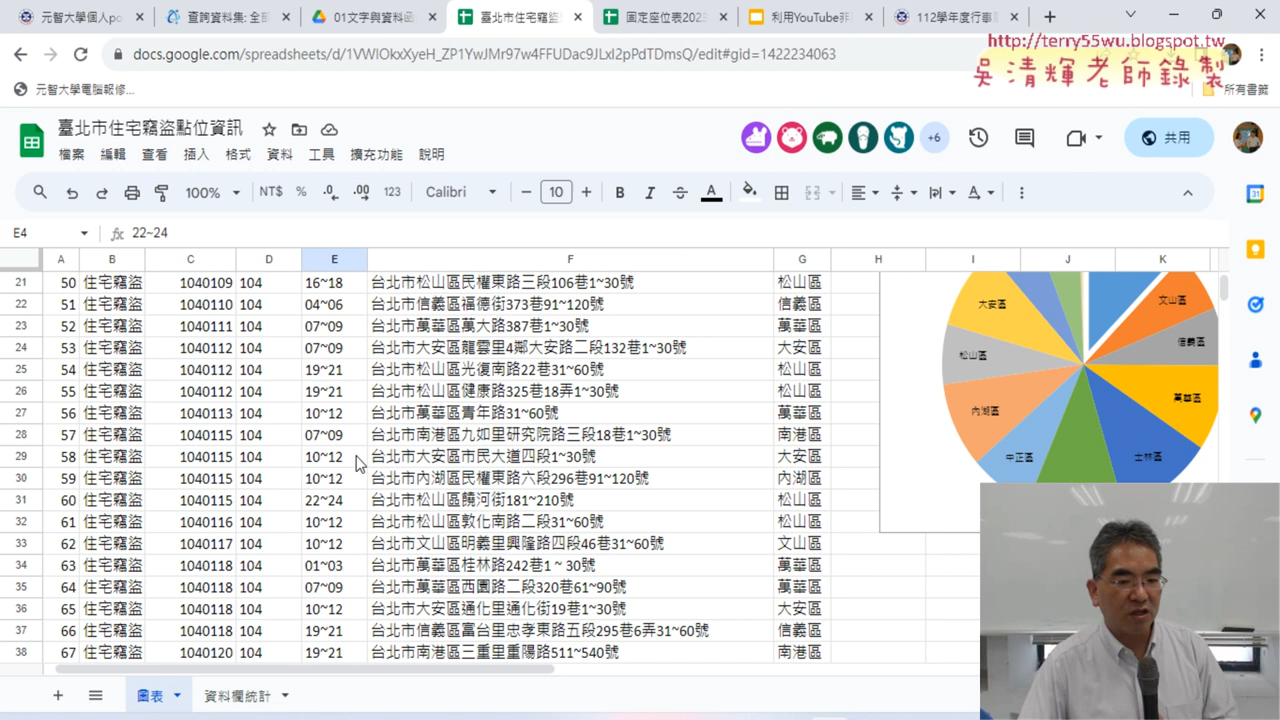 元智大學個人po
查詢資料集: 全部
01文字與資料函
臺北市住宅竊盜
固定座位表2023
利用YouTube非
112學年度行事曆
docs.google.com/spreadsheets/d/1VWIOkxXyeH_ZP1YwJMr97w4FFUDac9JLxI2pPdTDmsQ/edit#gid=1422234063
http://terry55wu.blogspot.tw
吳清輝老師錄製
元智大學電腦報修...
所有書籤
臺北市住宅竊盜點位資訊
檔案 編輯 查看 插入 格式 資料 工具 擴充功能 說明
+6
共用
100% NT$ % .0 .00 123 Calibri 10 B I S A
E4 fx 22~24
A B C D E F G H I J K
21 50 住宅竊盜 1040109 104 16~18 台北市松山區民權東路三段106巷1~30號 松山區
22 51 住宅竊盜 1040110 104 04~06 台北市信義區福德街373巷91~120號 信義區
23 52 住宅竊盜 1040111 104 07~09 台北市萬華區萬大路387巷1~30號 萬華區
24 53 住宅竊盜 1040112 104 07~09 台北市大安區龍雲里4鄰大安路二段132巷1~30號 大安區
25 54 住宅竊盜 1040112 104 19~21 台北市松山區光復南路22巷31~60號 松山區
26 55 住宅竊盜 1040112 104 19~21 台北市松山區健康路325巷18弄1~30號 松山區
27 56 住宅竊盜 1040113 104 10~12 台北市萬華區青年路31~60號 萬華區
28 57 住宅竊盜 1040115 104 07~09 台北市南港區九如里研究院路三段18巷1~30號 南港區
29 58 住宅竊盜 1040115 104 10~12 台北市大安區市民大道四段1~30號 大安區
30 59 住宅竊盜 1040115 104 10~12 台北市內湖區民權東路六段296巷91~120號 內湖區
31 60 住宅竊盜 1040115 104 22~24 台北市松山區饒河街181~210號 松山區
32 61 住宅竊盜 1040116 104 10~12 台北市松山區敦化南路二段31~60號 松山區
33 62 住宅竊盜 1040117 104 10~12 台北市文山區明義里興隆路四段46巷31~60號 文山區
34 63 住宅竊盜 1040118 104 01~03 台北市萬華區桂林路242巷1~30號 萬華區
35 64 住宅竊盜 1040118 104 07~09 台北市萬華區西園路二段320巷61~90號 萬華區
36 65 住宅竊盜 1040118 104 10~12 台北市大安區通化里通化街19巷1~30號 大安區
37 66 住宅竊盜 1040118 104 19~21 台北市信義區富台里忠孝東路五段295巷6弄31~60號 信義區
38 67 住宅竊盜 1040120 104 19~21 台北市南港區三重里重陽路511~540號 南港區
大安區
文山區
信義區
松山區
萬華區
內湖區
中正區
士林區
圖表
資料欄統計